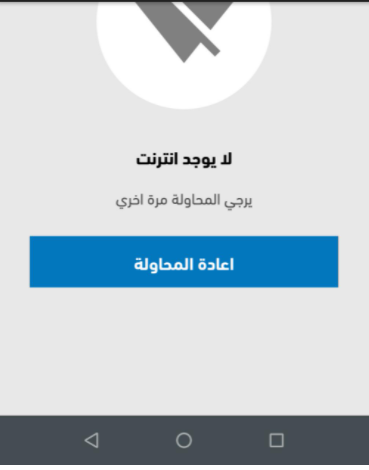 لا يوجد انترنت
يرجي المحاولة مرة اخري
اعادة المحاولة